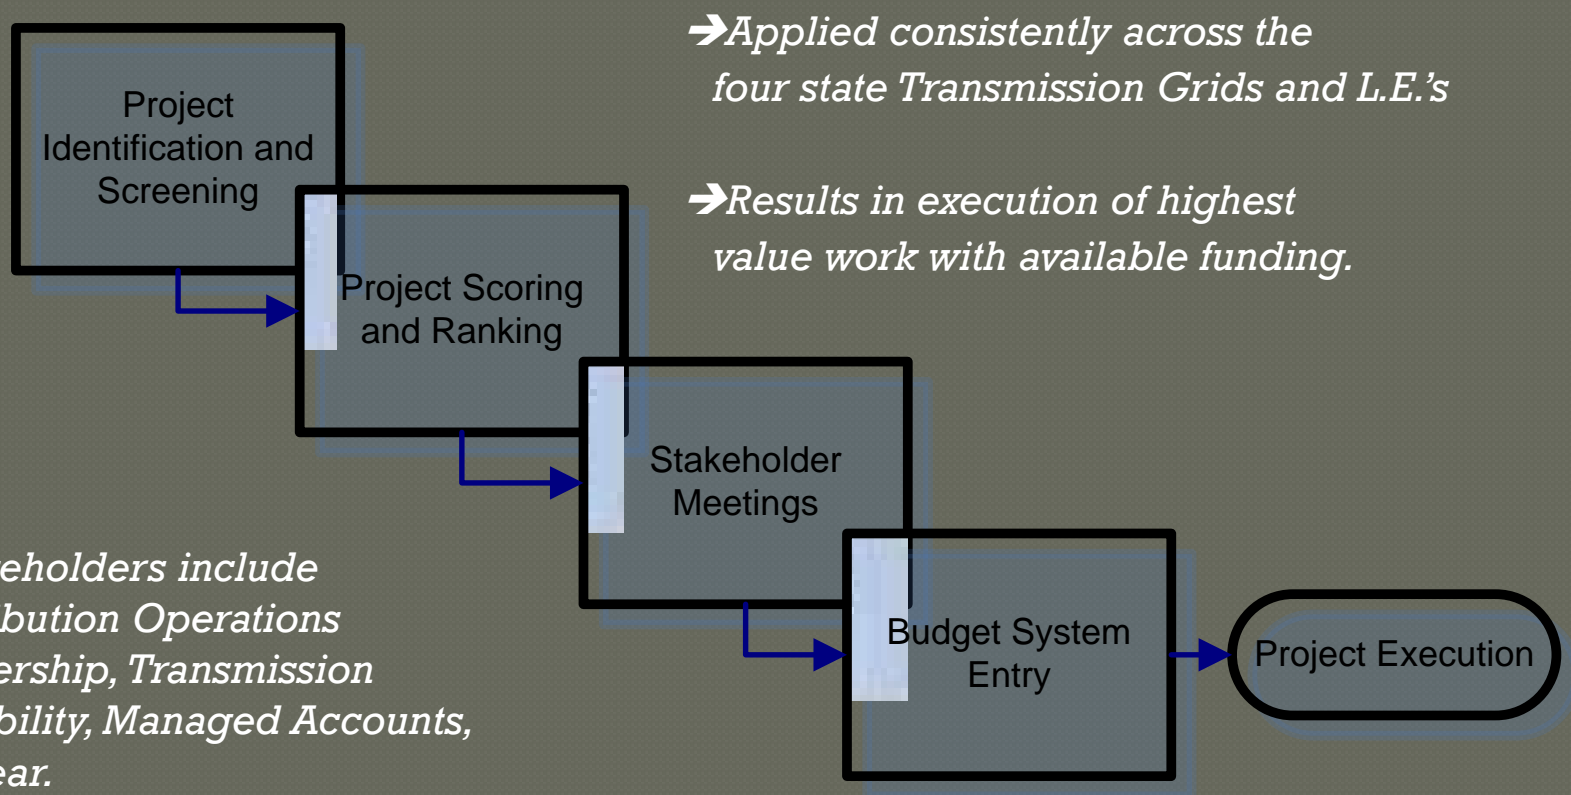 ➔Applied consistently across the
four state Transmission Grids and L.E.'s
➔Results in execution of highest
value work with available funding.
Project
Identification and
Screening
Project Scoring
and Ranking
Stakeholder
Meetings
Budget System
Entry
Project Execution
eholders include
bution Operations
ership, Transmission
bility, Managed Accounts,
ear.